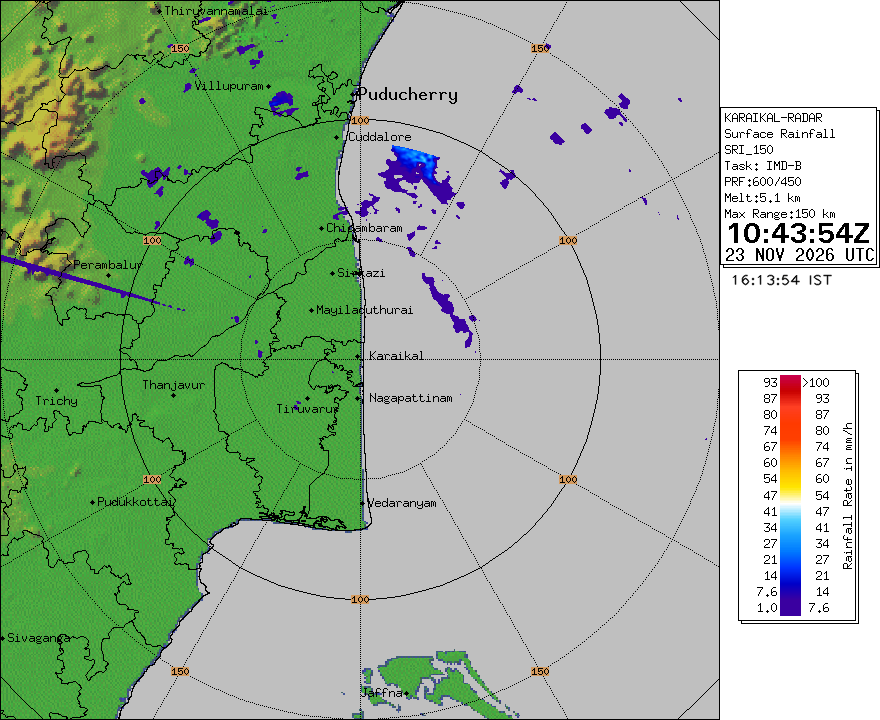 Thiruvannamalai
150
150
Villupuram
Puducherry
100
Cuddalore
Chidambaram
100
100
Perambalur
Sirkazi
Mayiladuthurai
Karaikal
Thanjavur
Trichy
Tiruvarur
Nagapattinam
100
100
Pudukkottai
Vedaranyam
100
Sivaganga
150
150
Jaffna
KARAIKAL-RADAR
Surface Rainfall
SRI_150
Task: IMD-B
PRF:600/450
Melt:5.1 km
Max Range:150 km
10:43:54Z
23 NOV 2026 UTC
16:13:54 IST
93 >100
87 93
80 87
74 80
67 74
60 67
54 60
47 54
41 47
34 41
27 34
21 27
14 21
7.6 14
1.0 7.6
Rainfall Rate in mm/h